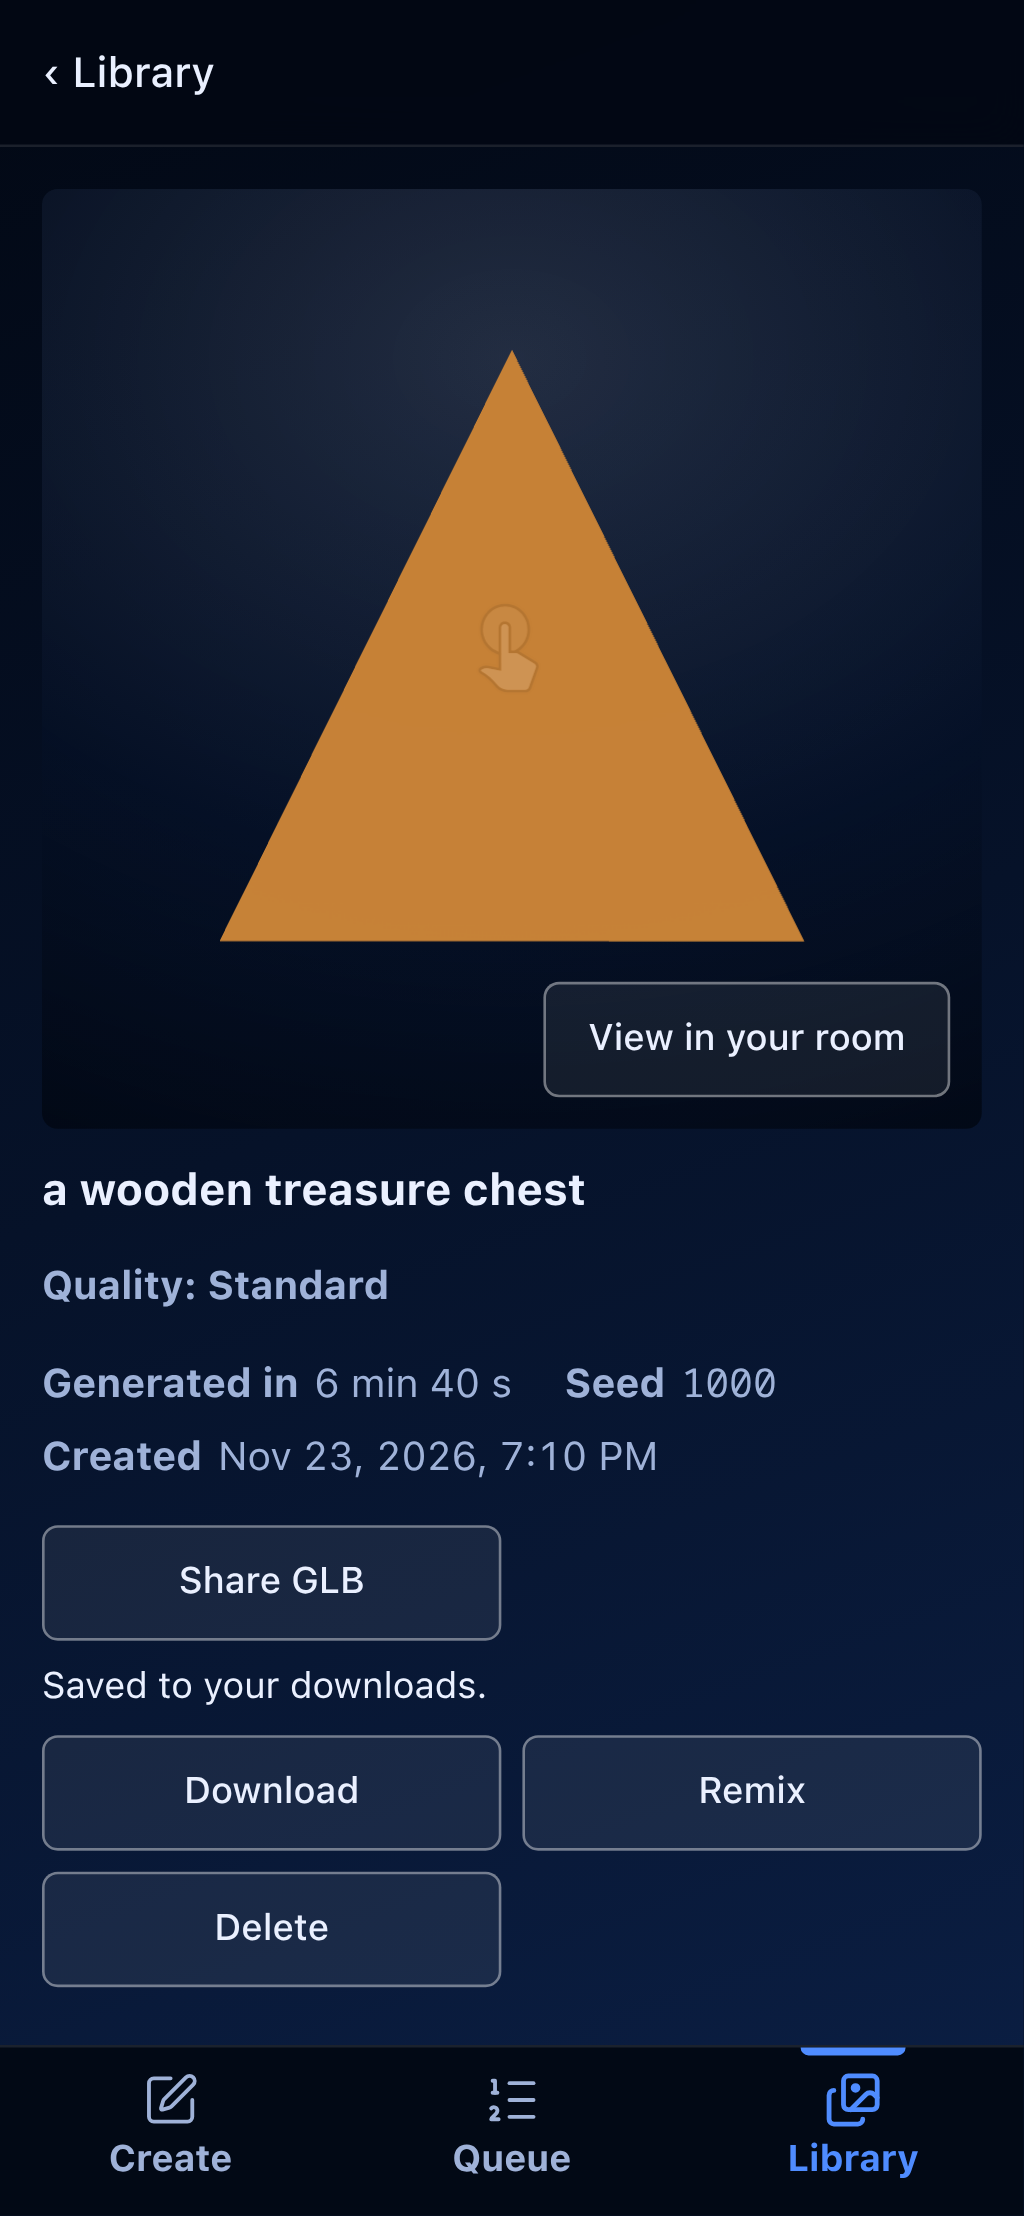 ‹ Library
View in your room
a wooden treasure chest
Quality: Standard
Generated in 6 min 40 s Seed 1000
Created Nov 23, 2026, 7:10 PM
Share GLB
Saved to your downloads.
Download Remix
Delete
Create Queue Library